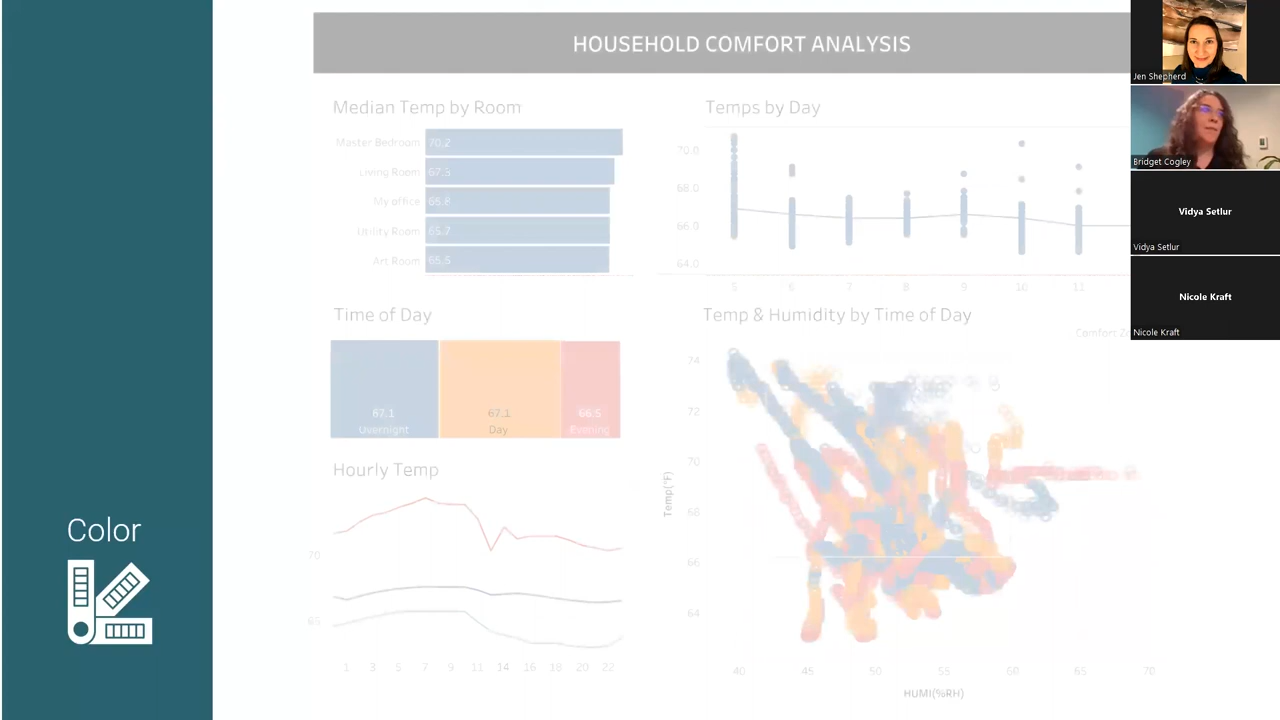 HOUSEHOLD COMFORT ANALYSIS
Median Temp by Room
Master Bedroom 70.2
Living Room 67.5
My office 65.8
Utility Room 65.7
Art Room 65.5
Temps by Day
70.0
68.0
66.0
64.0
5 6 7 8 9 10 11
Time of Day
67.1 67.1 66.5
Overnight Day Evening
Hourly Temp
70
65
1 3 5 7 9 11 14 16 18 20 22
Temp & Humidity by Time of Day
Comfort
Temp(°F)
74
72
70
68
66
64
40 45 50 55 60 65 70
HUMI(%RH)
Color
Jen Shepherd
Bridget Cogley
Vidya Setlur
Vidya Setlur
Nicole Kraft
Nicole Kraft